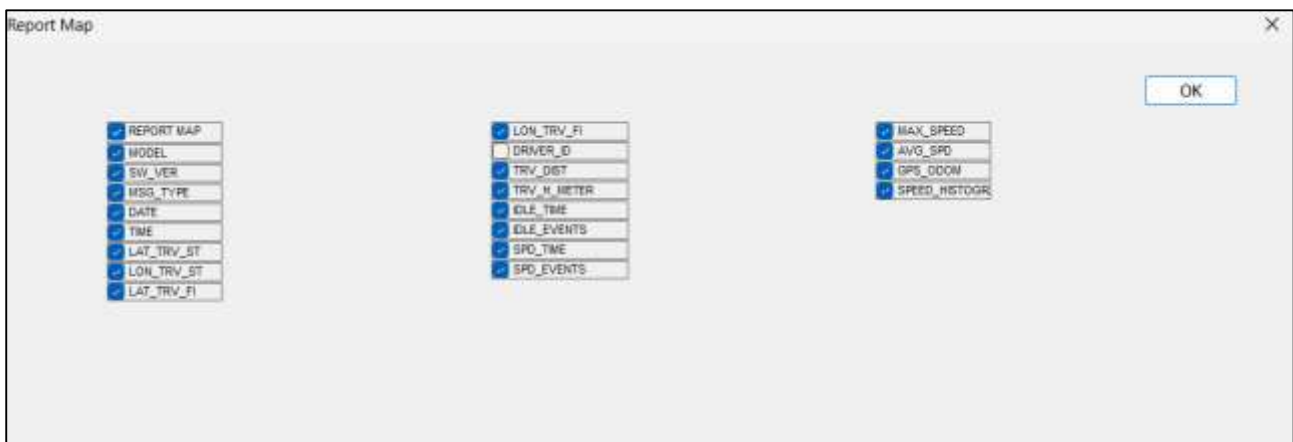 Report Map
OK
REPORT MAP
MODEL
SW_VER
MSG_TYPE
DATE
TIME
LAT_TRV_ST
LON_TRV_ST
LAT_TRV_FI
LON_TRV_FI
DRIVER_ID
TRV_DIST
TRV_H_METER
IDLE_TIME
IDLE_EVENTS
SPD_TIME
SPD_EVENTS
MAX_SPEED
AVG_SPD
GPS_ODOM
SPEED_HISTOGR